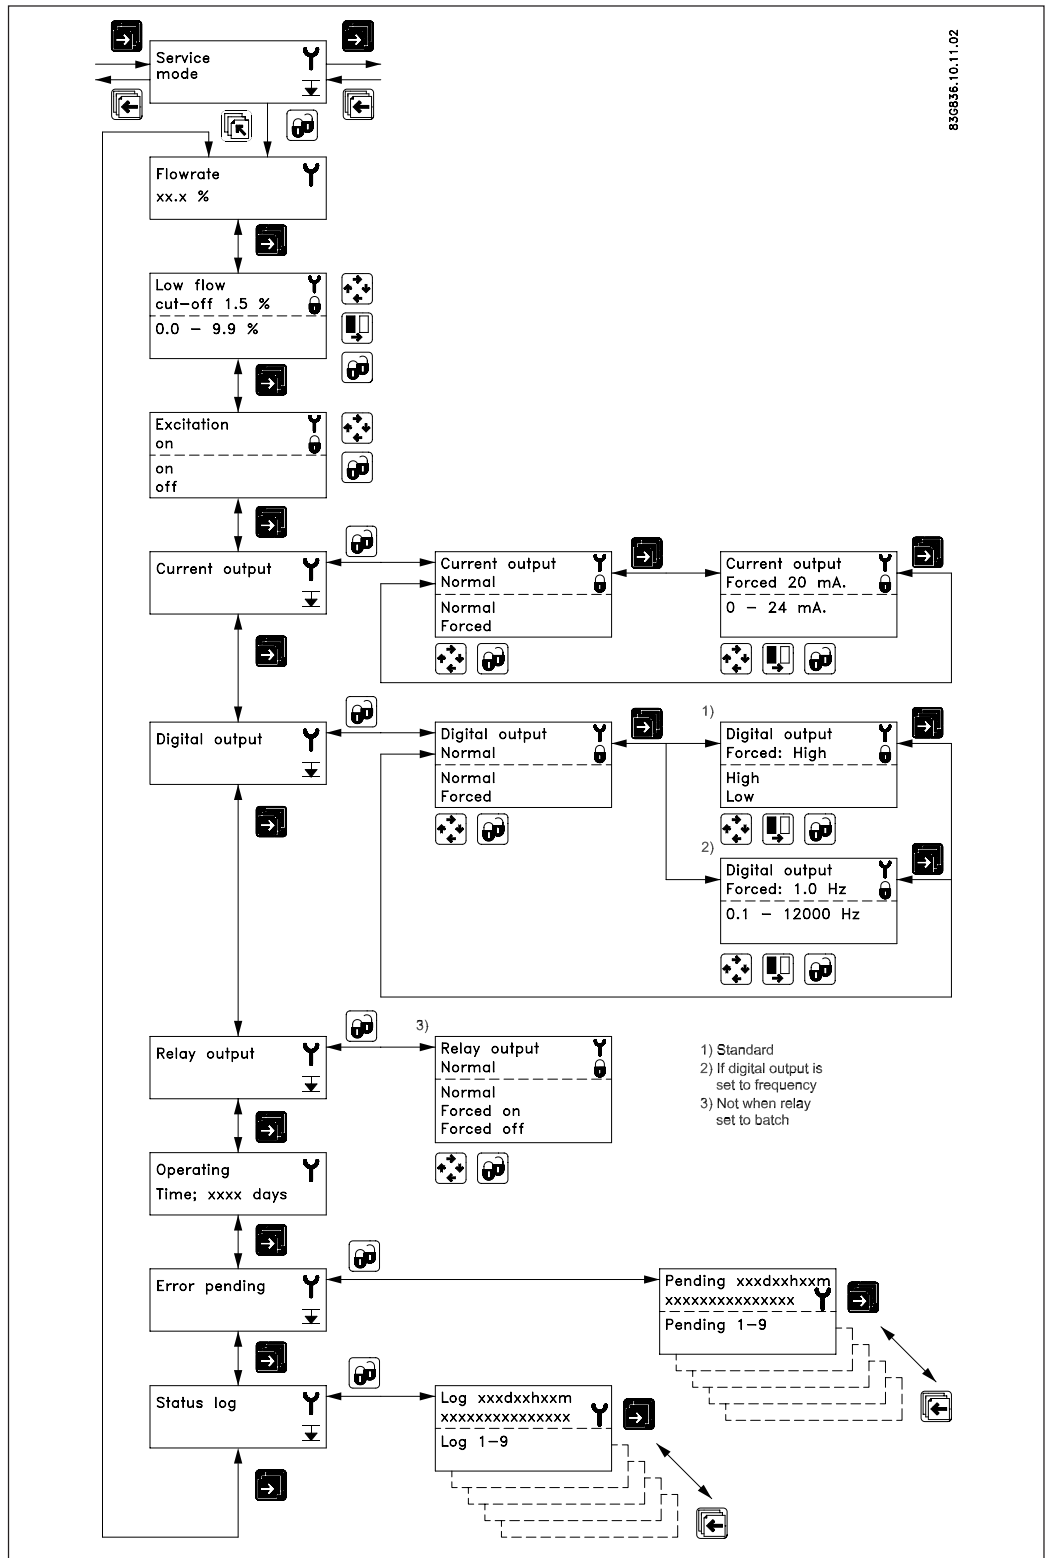 83G836.10.11.02
Service
mode
Flowrate
xx.x %
Low flow
cut-off 1.5 %
0.0 – 9.9 %
Excitation
on
on
off
Current output
Current output
Normal
Normal
Forced
Current output
Forced 20 mA.
0 – 24 mA.
Digital output
Digital output
Normal
Normal
Forced
1)
Digital output
Forced: High
High
Low
2)
Digital output
Forced: 1.0 Hz
0.1 – 12000 Hz
Relay output
3)
Relay output
Normal
Normal
Forced on
Forced off
1) Standard
2) If digital output is
set to frequency
3) Not when relay
set to batch
Operating
Time; xxxx days
Error pending
Pending xxxdxxhxxm
xxxxxxxxxxxxxxx
Pending 1–9
Status log
Log xxxdxxhxxm
xxxxxxxxxxxxxxx
Log 1–9